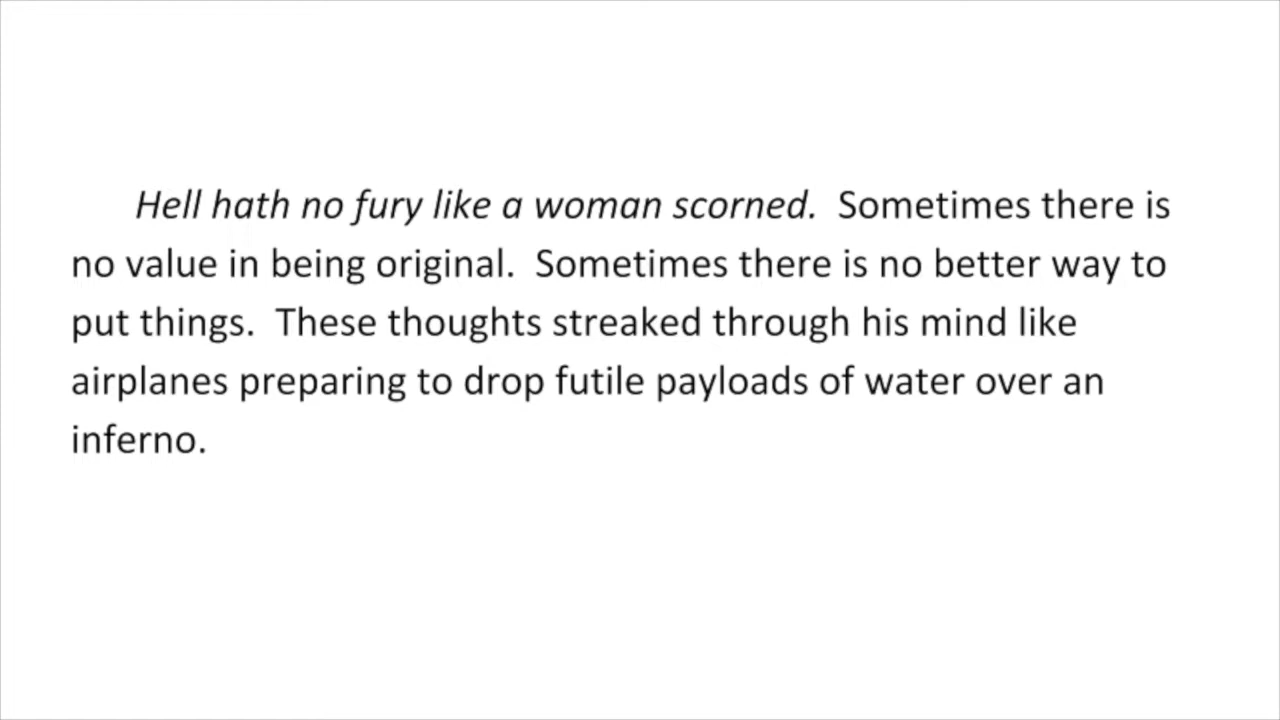 Hell hath no fury like a woman scorned.  Sometimes there is
no value in being original.  Sometimes there is no better way to
put things.  These thoughts streaked through his mind like
airplanes preparing to drop futile payloads of water over an
inferno.